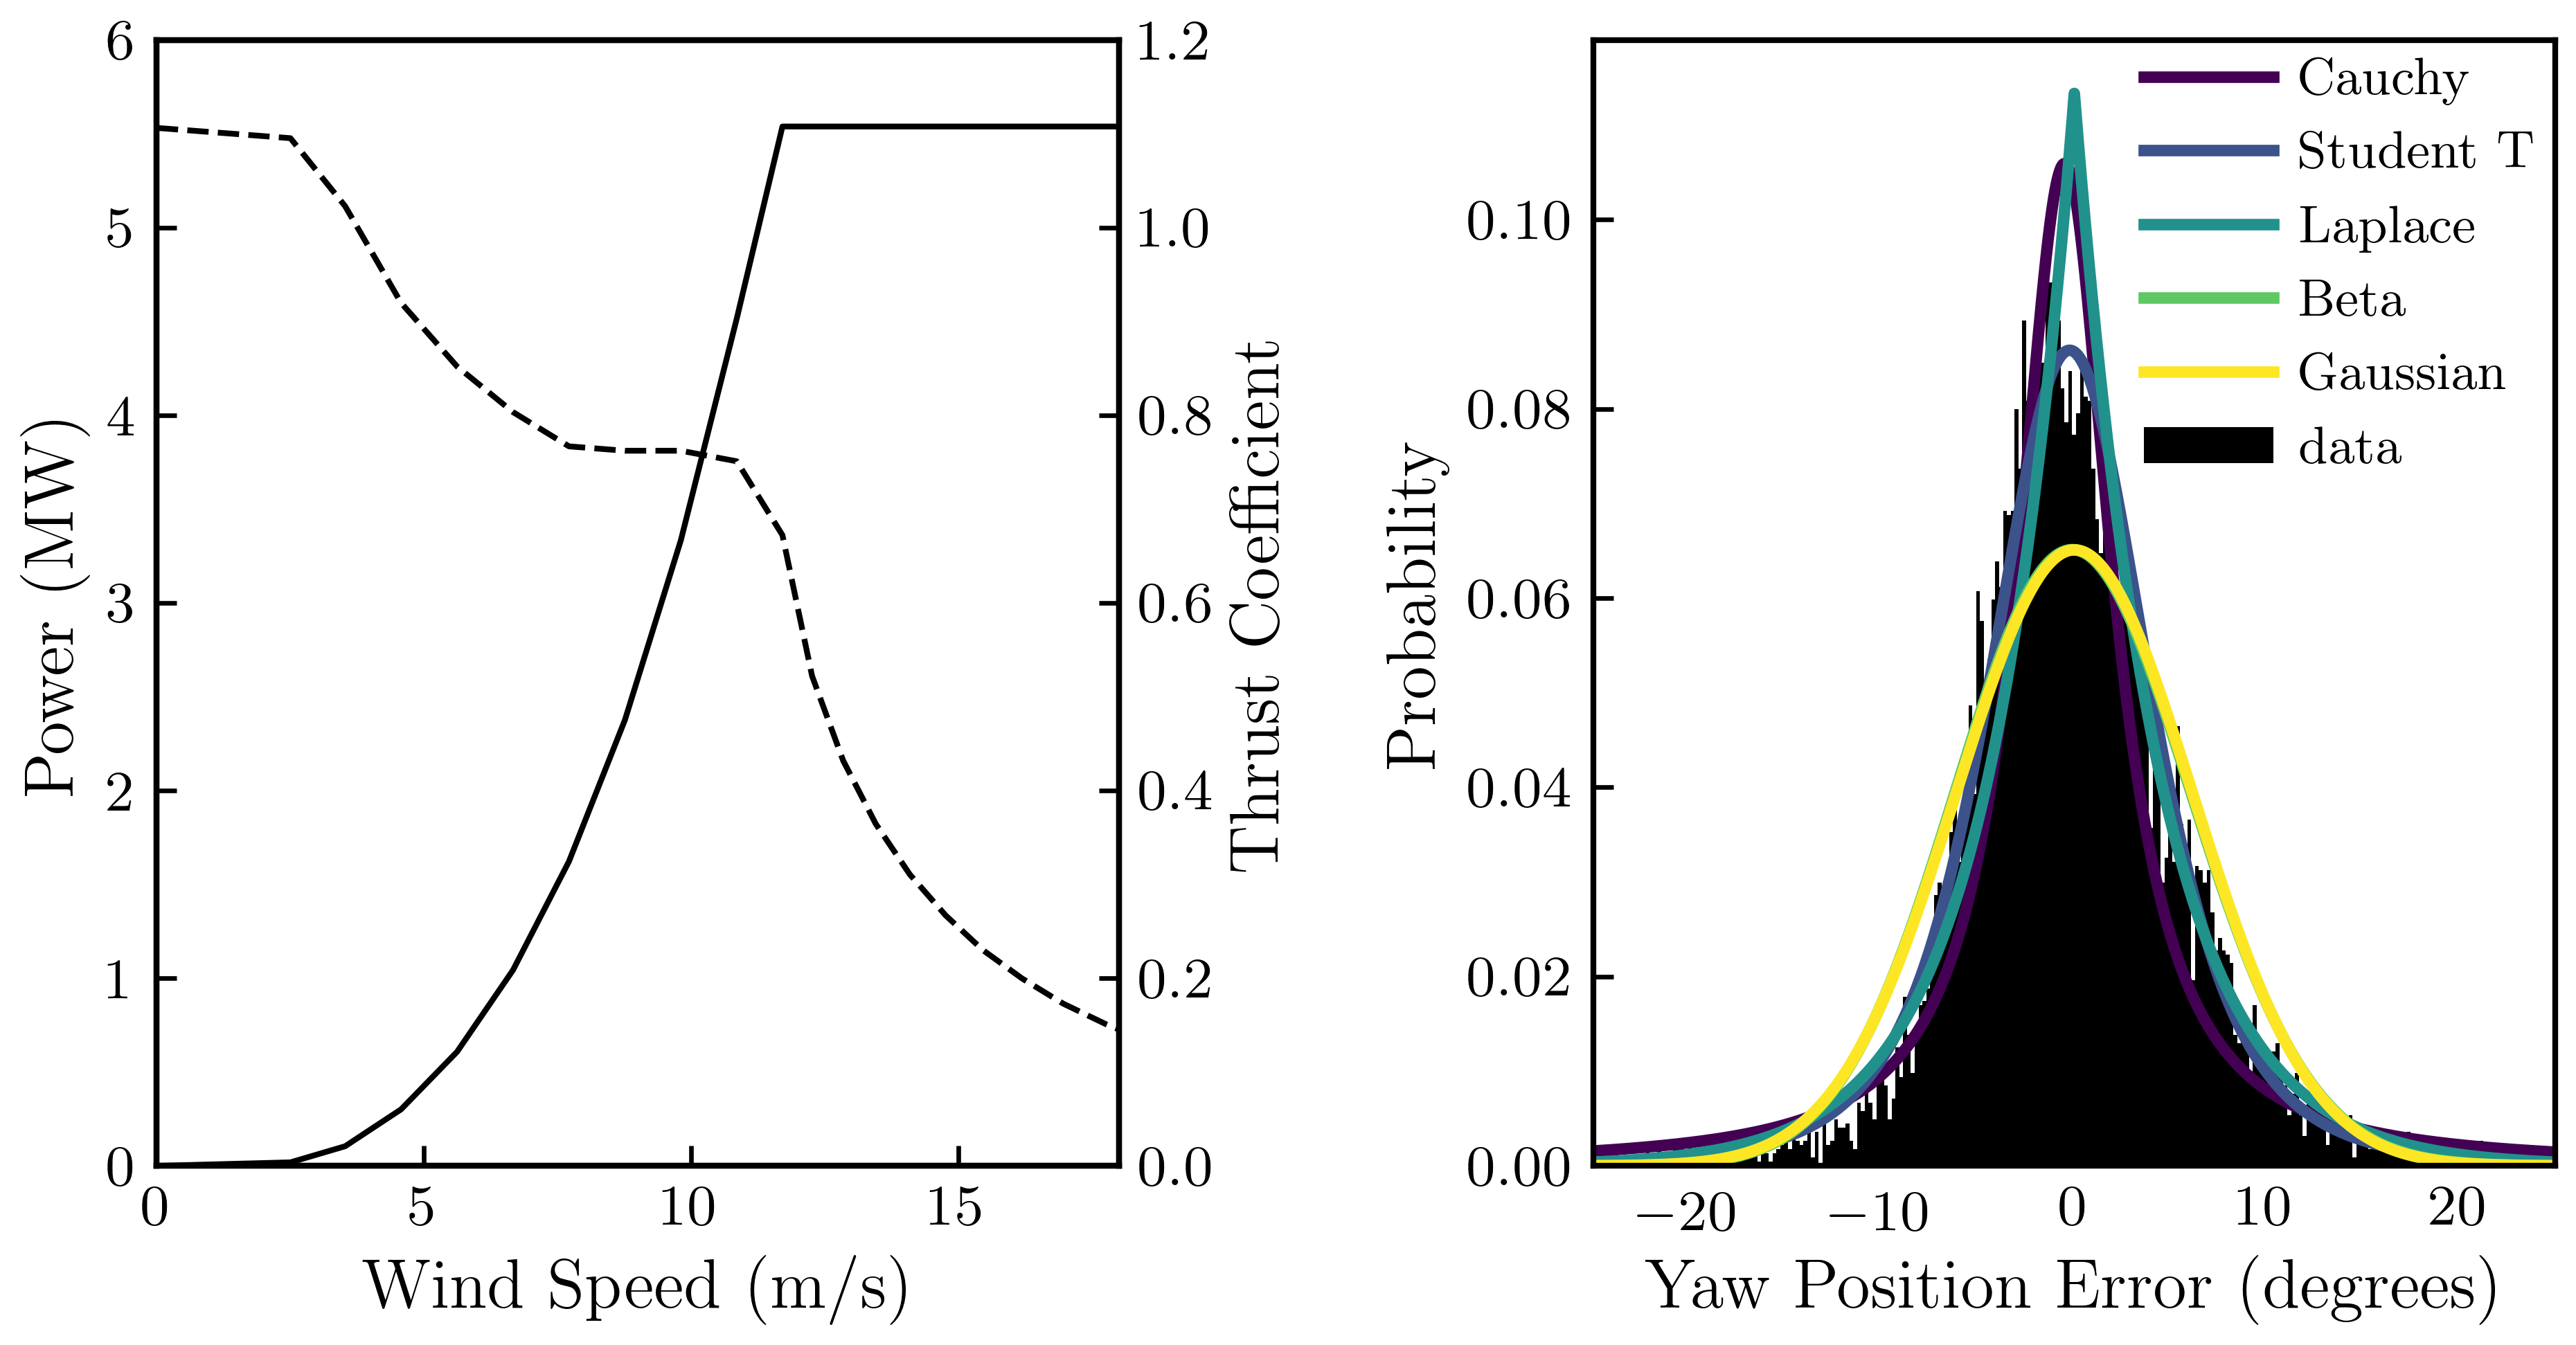 6
5
4
3
2
1
0
Power (MW)
0
5
10
15
Wind Speed (m/s)
1.2
1.0
0.8
0.6
0.4
0.2
0.0
Thrust Coefficient
0.10
0.08
0.06
0.04
0.02
0.00
Probability
−20
−10
0
10
20
Yaw Position Error (degrees)
Cauchy
Student T
Laplace
Beta
Gaussian
data